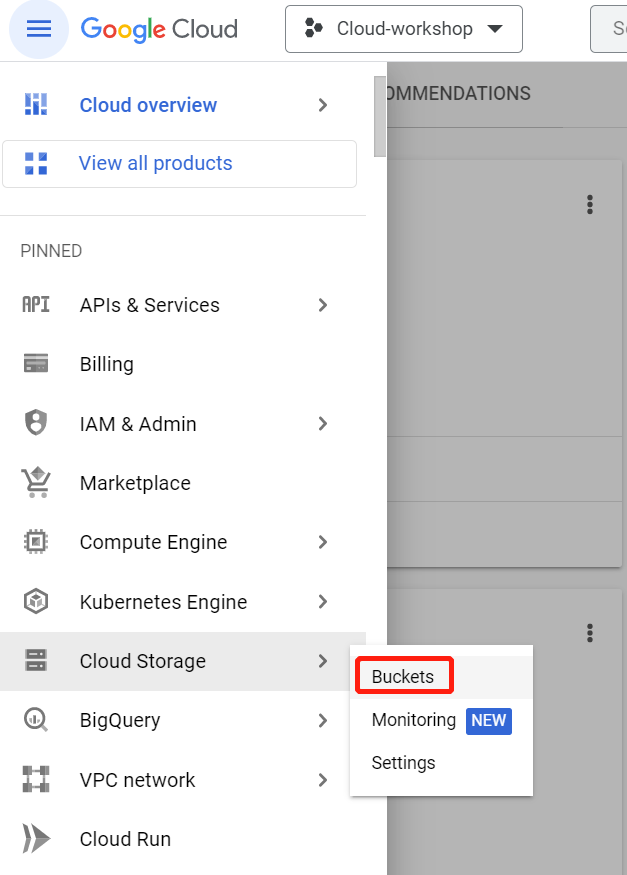 Google Cloud
Cloud-workshop
Cloud overview
OMMENDATIONS
View all products
PINNED
API APIs & Services
Billing
IAM & Admin
Marketplace
Compute Engine
Kubernetes Engine
Cloud Storage
Buckets
BigQuery
Monitoring NEW
Settings
VPC network
Cloud Run